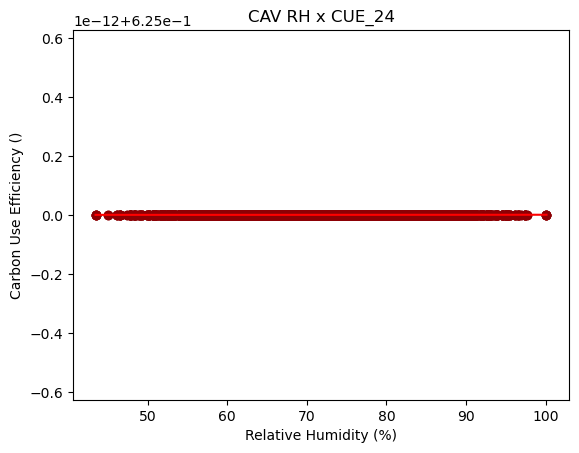 CAV RH x CUE_24
1e−12+6.25e−1
0.6
0.4
0.2
0.0
−0.2
−0.4
−0.6
Carbon Use Efficiency ()
50 60 70 80 90 100
Relative Humidity (%)